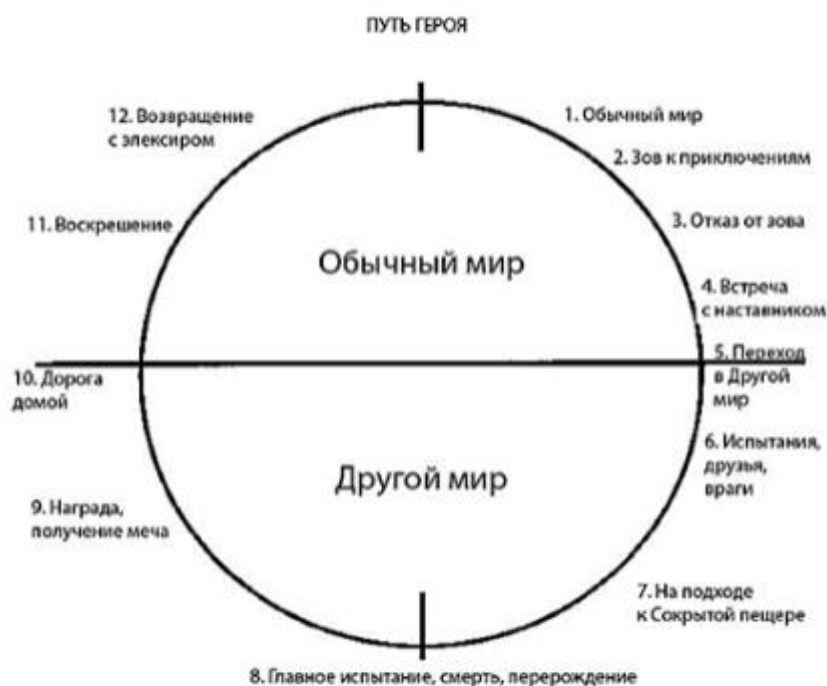 ПУТЬ ГЕРОЯ
1. Обычный мир
2. Зов к приключениям
3. Отказ от зова
4. Встреча
с наставником
5. Переход
в Другой
мир
6. Испытания,
друзья,
враги
7. На подходе
к Сокрытой пещере
8. Главное испытание, смерть, перерождение
9. Награда,
получение меча
10. Дорога
домой
11. Воскрешение
12. Возвращение
с элексиром
Обычный мир
Другой мир